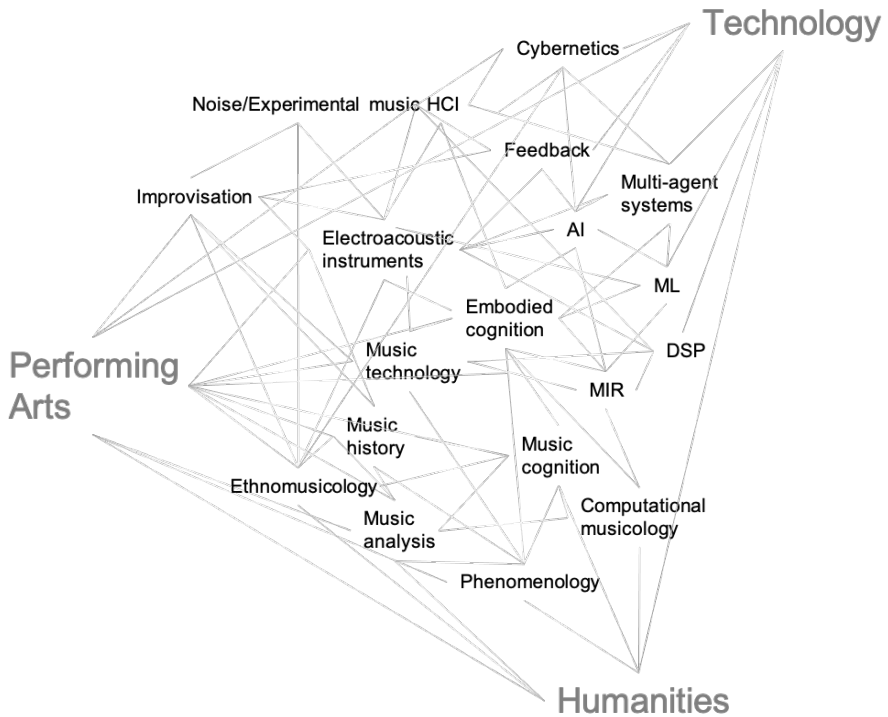 Technology
Cybernetics
Noise/Experimental music HCI
Feedback
Multi-agent
systems
Improvisation
AI
Electroacoustic
instruments
ML
Embodied
cognition
Performing
Arts
Music
technology
DSP
MIR
Music
history
Music
cognition
Ethnomusicology
Computational
musicology
Music
analysis
Phenomenology
Humanities